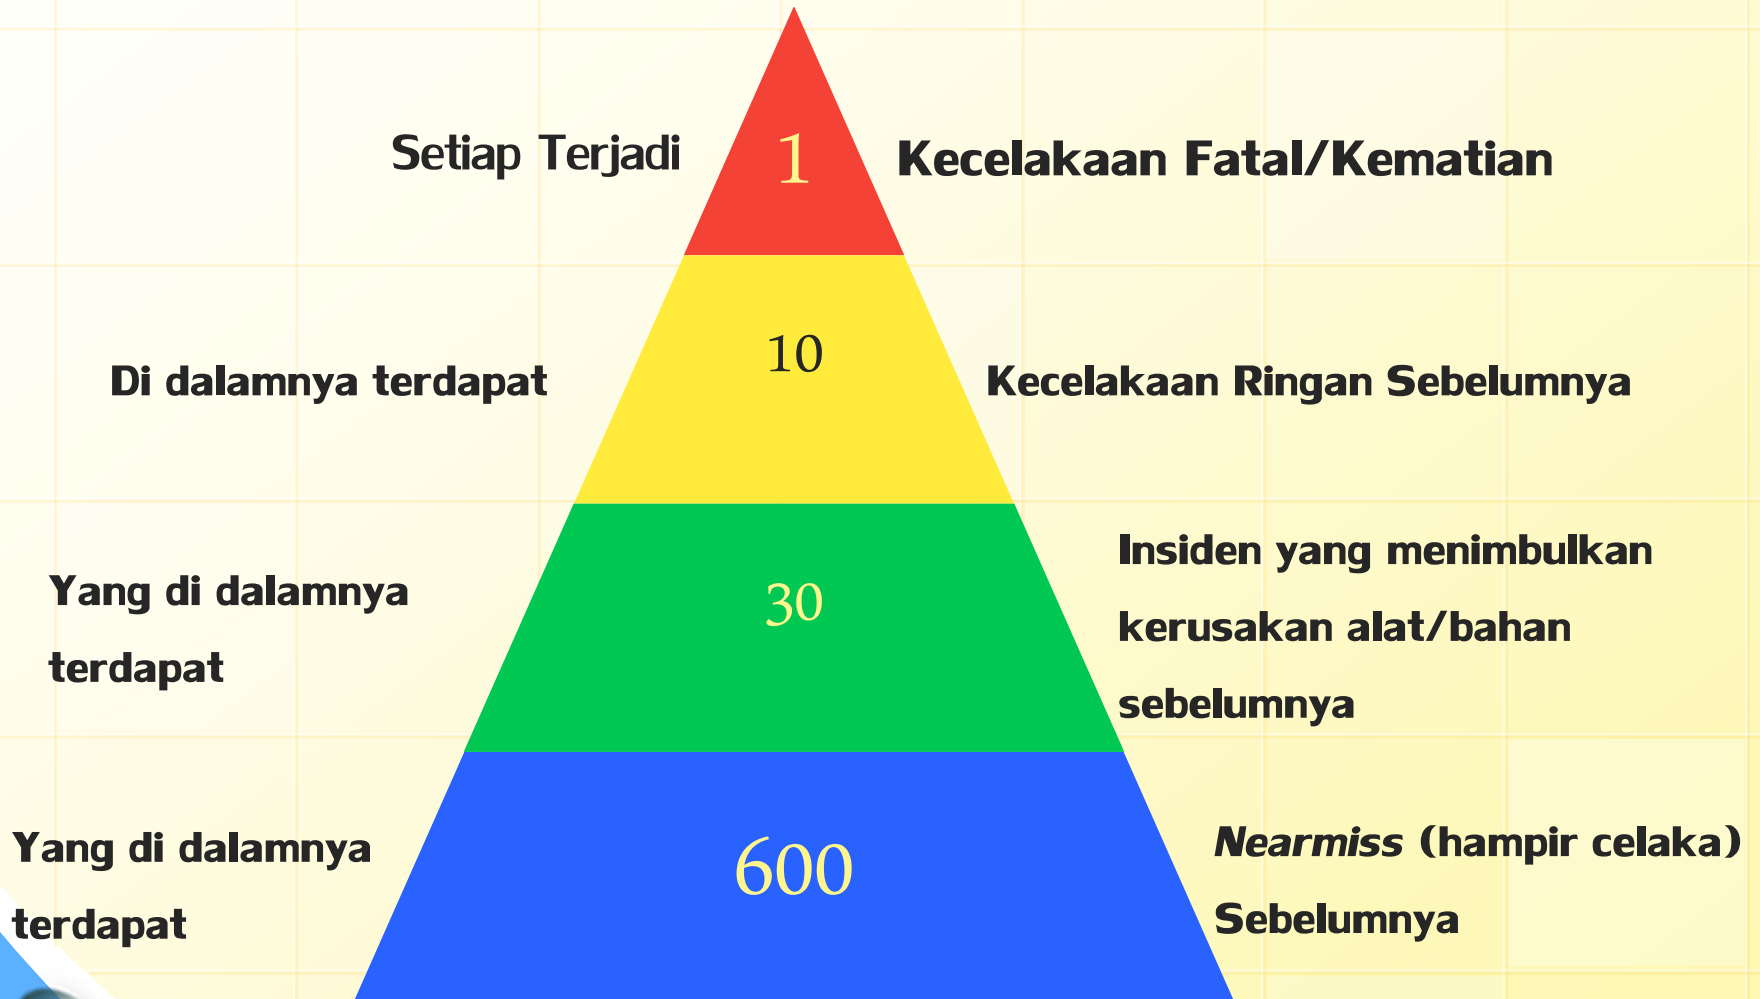 Setiap Terjadi
1
Kecelakaan Fatal/Kematian
Di dalamnya terdapat
10
Kecelakaan Ringan Sebelumnya
Yang di dalamnya
terdapat
30
Insiden yang menimbulkan
kerusakan alat/bahan
sebelumnya
Yang di dalamnya
terdapat
600
Nearmiss (hampir celaka)
Sebelumnya